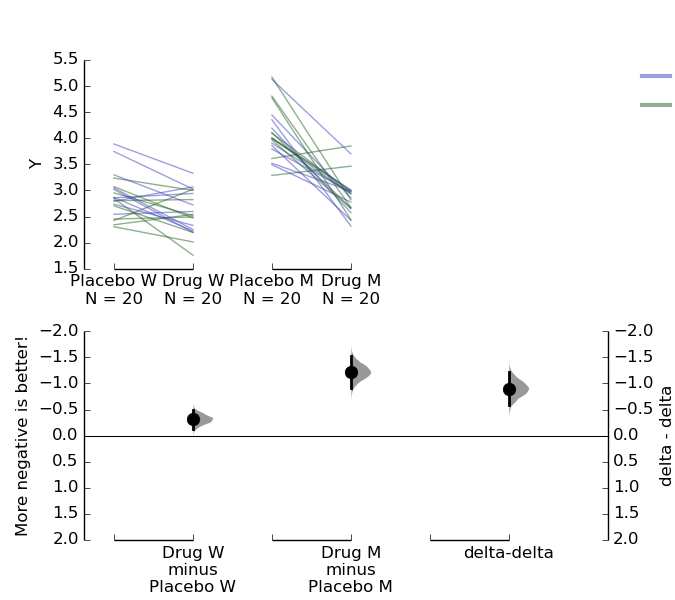 5.5
5.0
4.5
4.0
3.5
3.0
2.5
2.0
1.5
Y
Placebo W Drug W Placebo M Drug M
N = 20 N = 20 N = 20 N = 20
−2.0
−1.5
−1.0
−0.5
0.0
0.5
1.0
1.5
2.0
More negative is better!
−2.0
−1.5
−1.0
−0.5
0.0
0.5
1.0
1.5
2.0
delta - delta
Drug W
minus
Placebo W
Drug M
minus
Placebo M
delta-delta